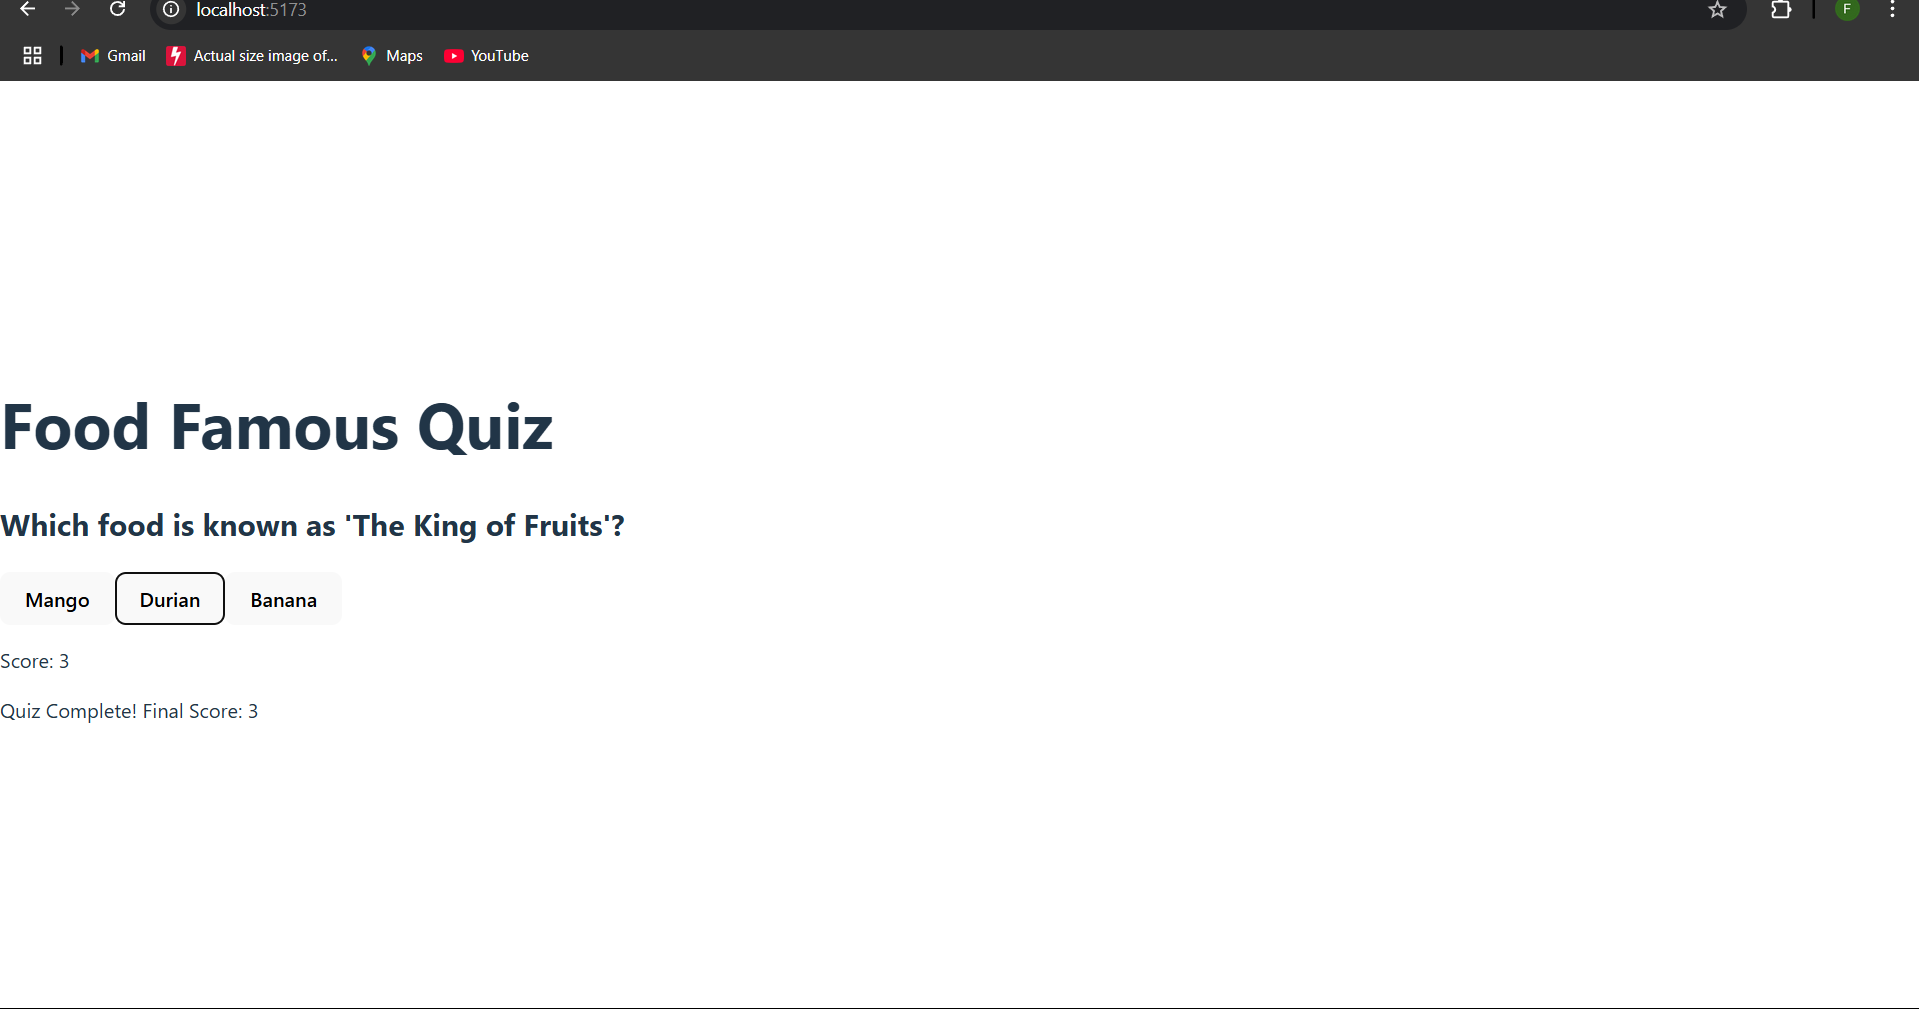 localhost:5173
F
Gmail Actual size image of... Maps YouTube
Food Famous Quiz
Which food is known as 'The King of Fruits'?
Mango Durian Banana
Score: 3
Quiz Complete! Final Score: 3